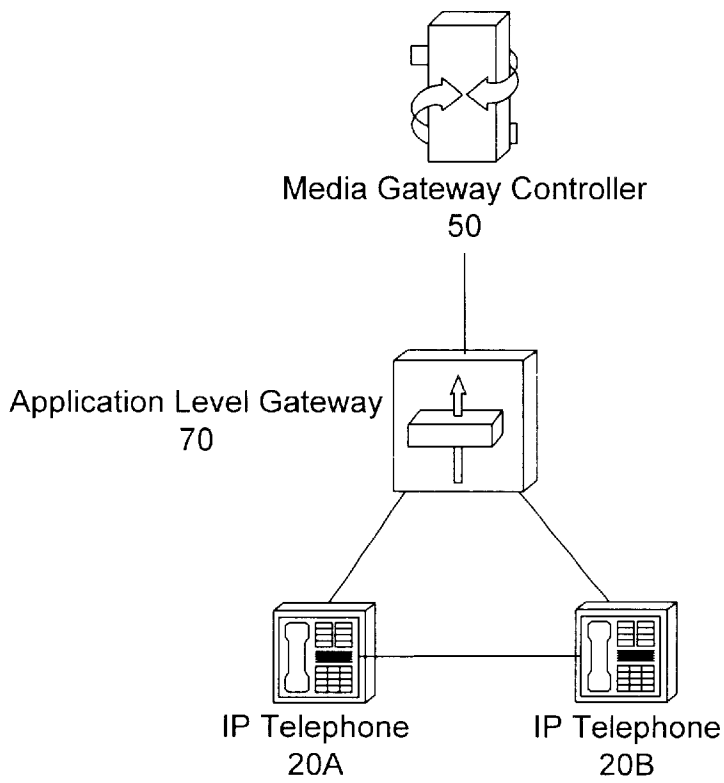 Media Gateway Controller
50
Application Level Gateway
70
IP Telephone
20A
IP Telephone
20B